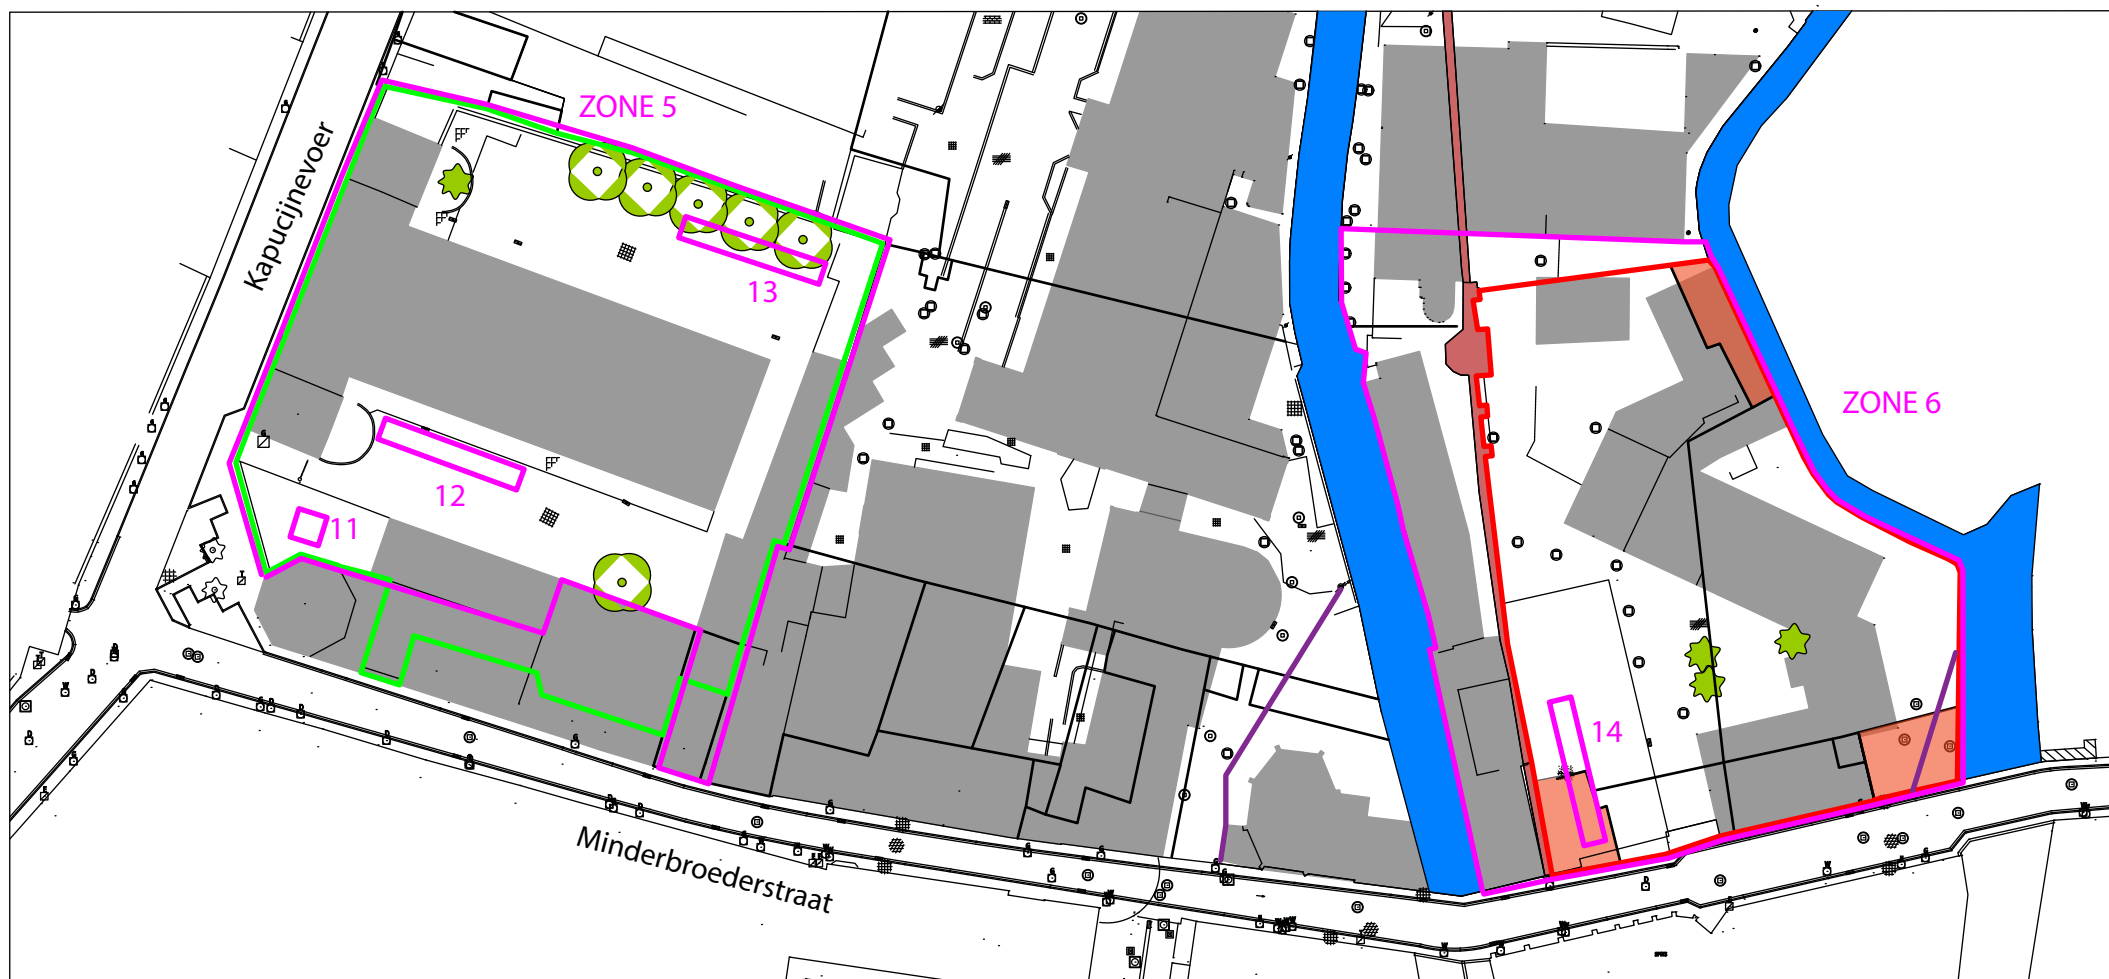 ZONE 5
Kapucijnevoer
13
ZONE 6
12
11
14
Minderbroederstraat